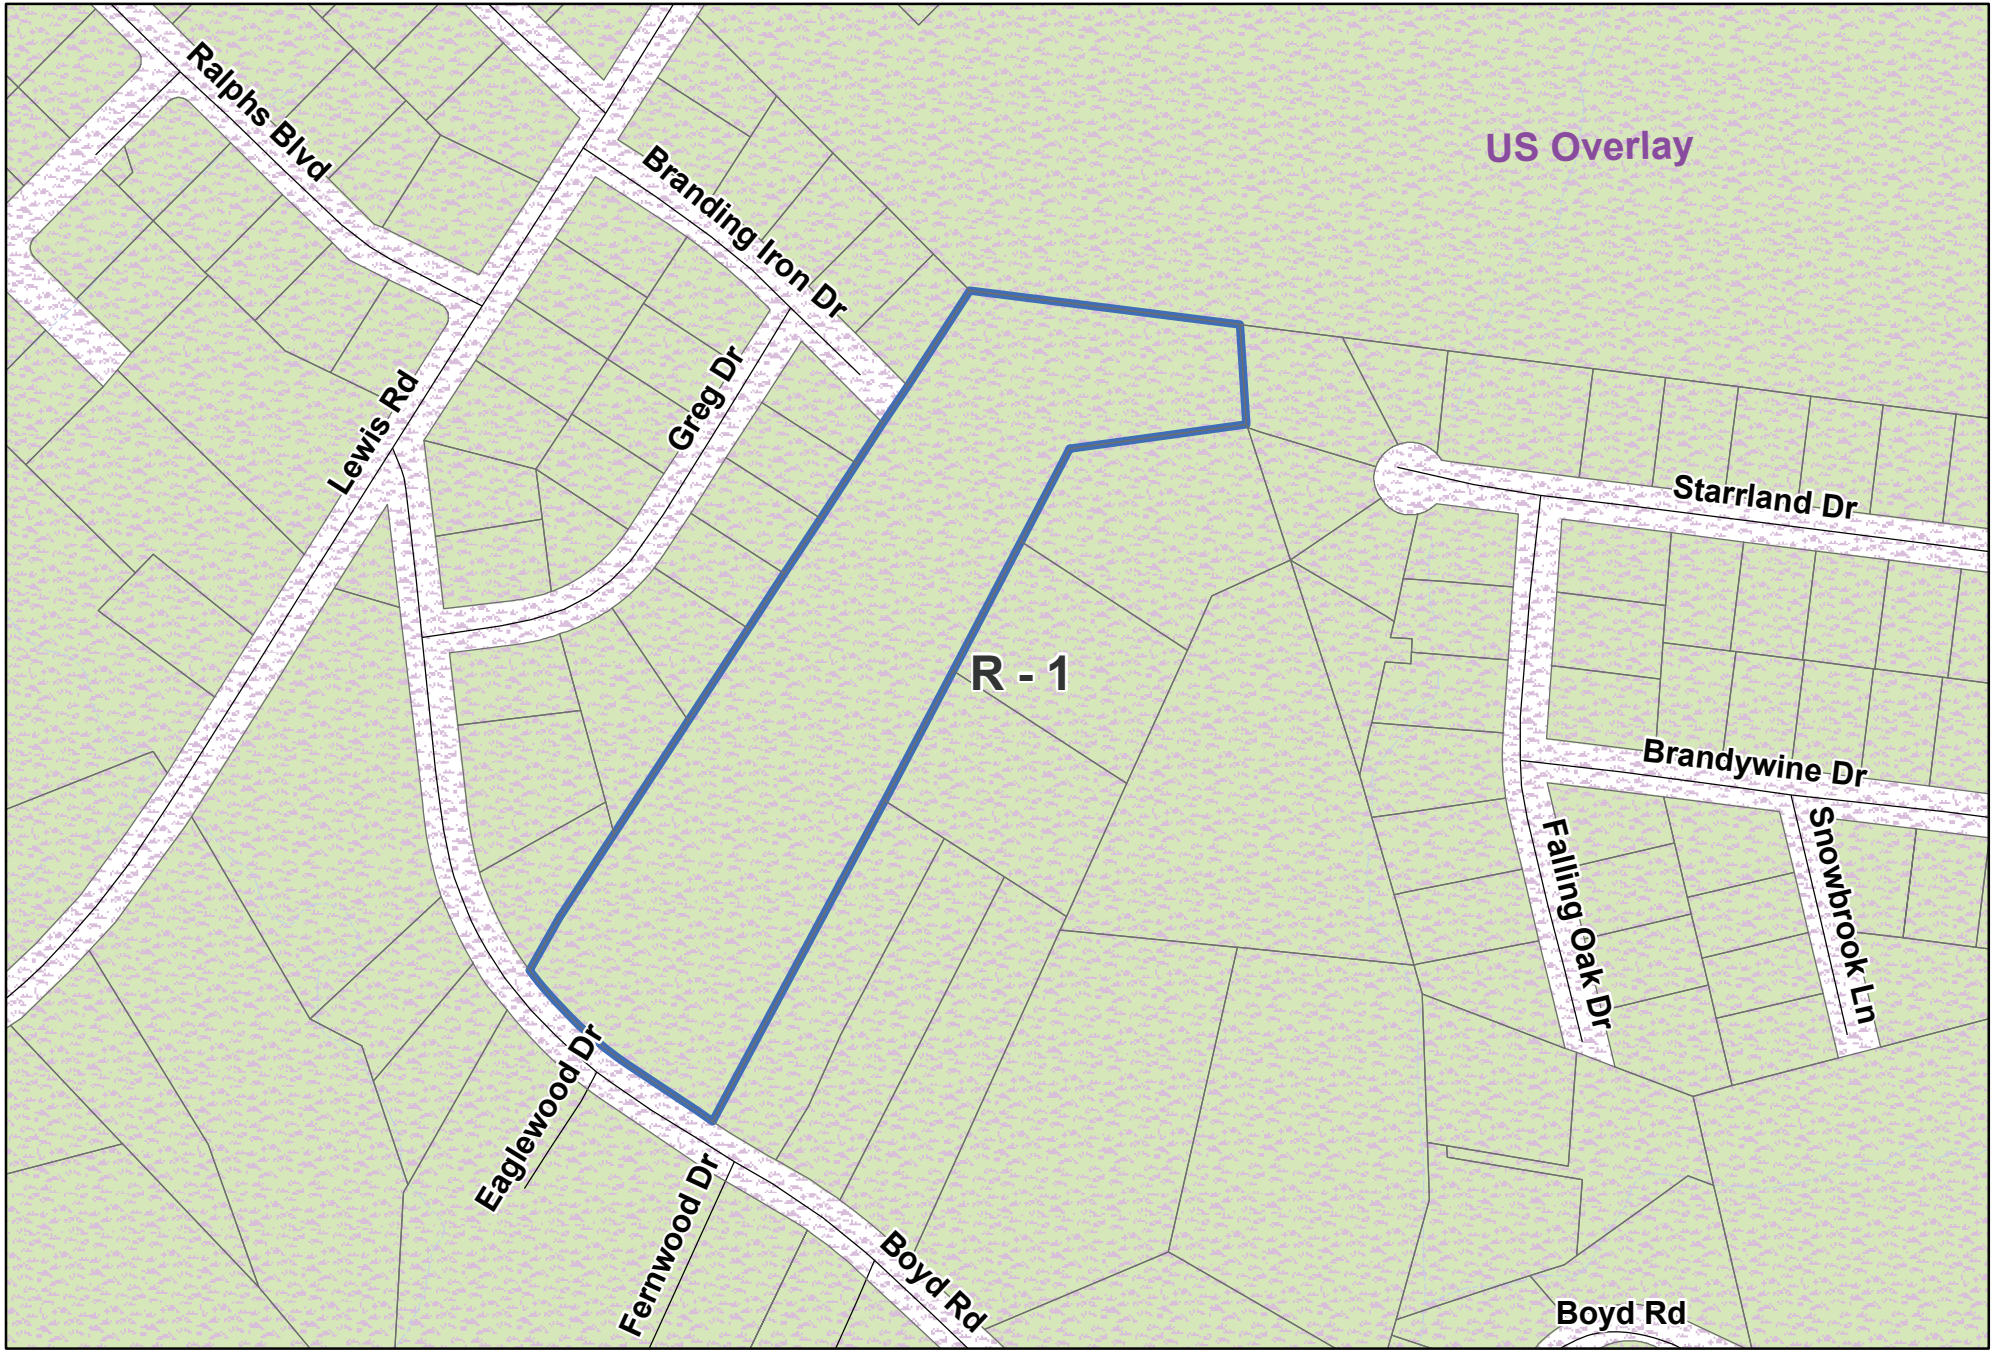 Ralphs Blvd
US Overlay
Branding Iron Dr
Greg Dr
Lewis Rd
Starrland Dr
R - 1
Brandywine Dr
Falling Oak Dr
Snowbrook Ln
Eaglewood Dr
Fernwood Dr
Boyd Rd
Boyd Rd